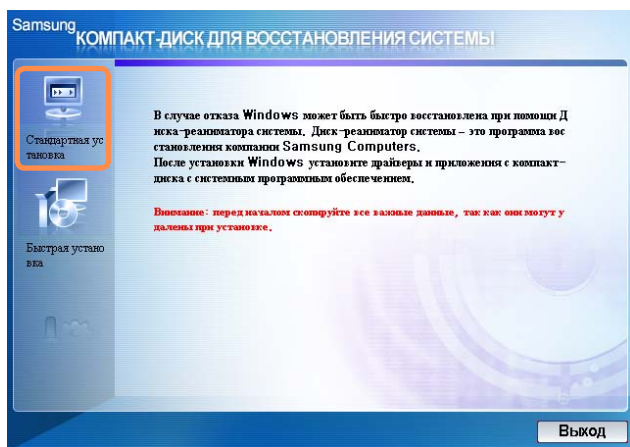 Samsung КОМПАКТ-ДИСК ДЛЯ ВОССТАНОВЛЕНИЯ СИСТЕМЫ
Стандартная ус
тановка
Быстрая устано
вка
В случае отказа Windows может быть быстро восстановлена при помощи Д
иска-реаниматора системы. Диск-реаниматор системы – это программа вос
становления компании Samsung Computers.
После установки Windows установите драйверы и приложения с компакт-
диска с системным программным обеспечением.
Внимание: перед началом скопируйте все важные данные, так как они могут у
далены при установке.
Выход